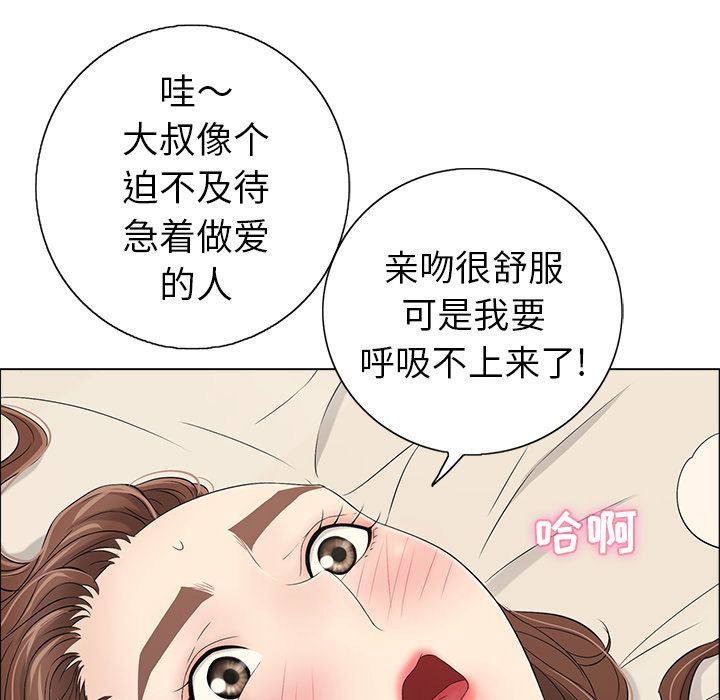 哇～
大叔像个
迫不及待
急着做爱
的人
亲吻很舒服
可是我要
呼吸不上来了!
哈啊